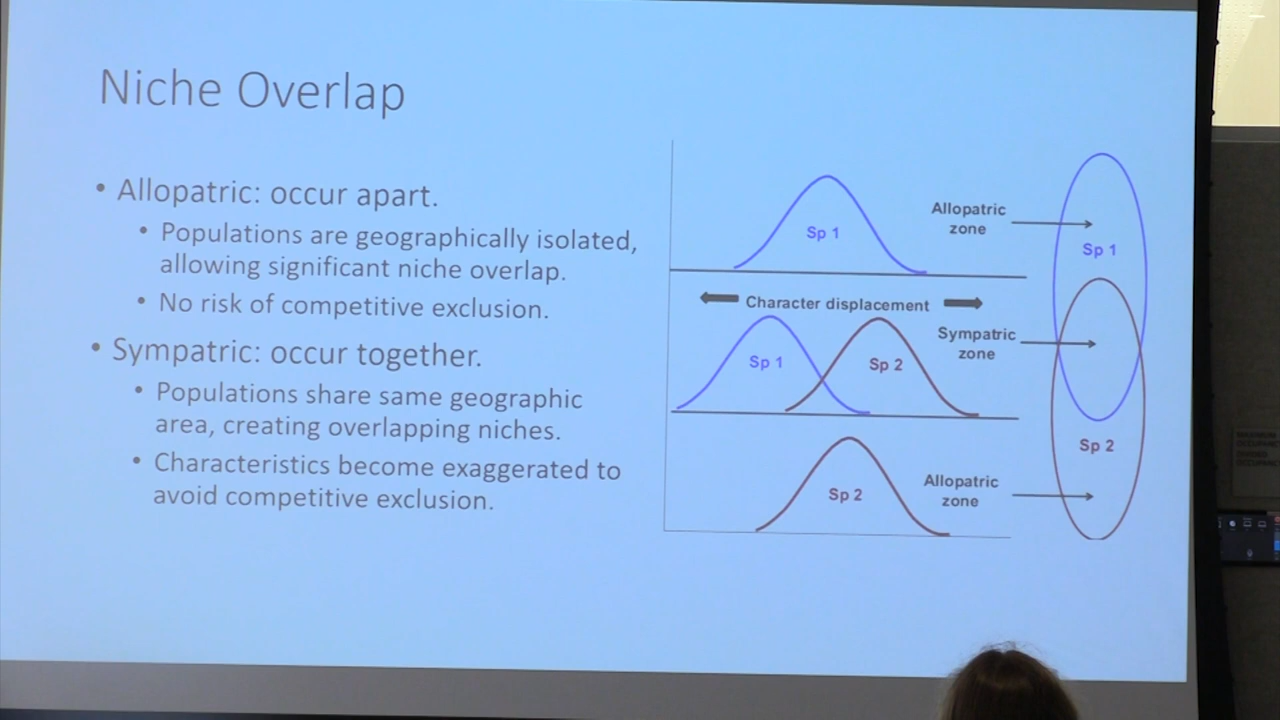 Niche Overlap
• Allopatric: occur apart.
• Populations are geographically isolated,
allowing significant niche overlap.
• No risk of competitive exclusion.
• Sympatric: occur together.
• Populations share same geographic
area, creating overlapping niches.
• Characteristics become exaggerated to
avoid competitive exclusion.
Sp 1
Allopatric
zone
Character displacement
Sp 1
Sp 2
Sympatric
zone
Sp 2
Allopatric
zone
Sp 1
Sp 2